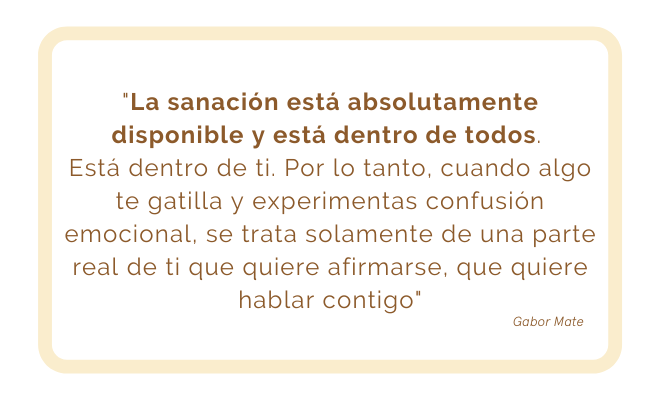 "La sanación está absolutamente
disponible y está dentro de todos.
Está dentro de ti. Por lo tanto, cuando algo
te gatilla y experimentas confusión
emocional, se trata solamente de una parte
real de ti que quiere afirmarse, que quiere
hablar contigo"
Gabor Mate